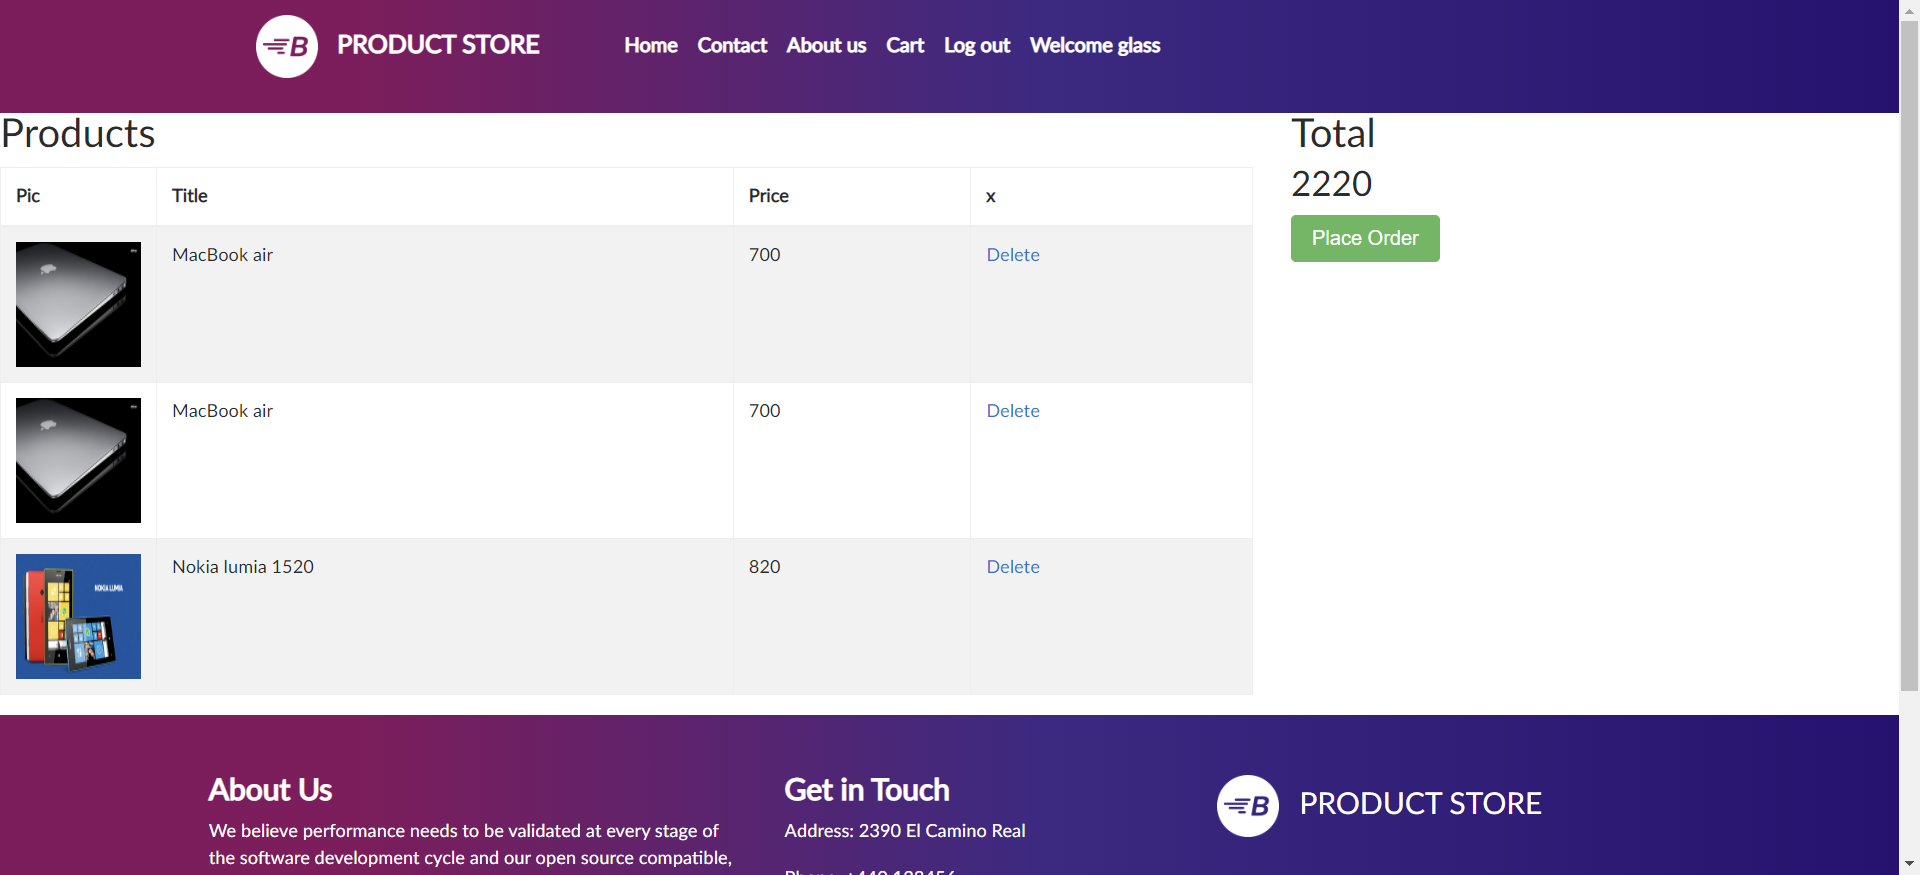 B PRODUCT STORE Home Contact About us Cart Log out Welcome glass
Products
Total
2220
Place Order
Pic Title Price x
MacBook air 700 Delete
MacBook air 700 Delete
NOKIA LUMIA
Nokia lumia 1520 820 Delete
About Us
We believe performance needs to be validated at every stage of
the software development cycle and our open source compatible,
Get in Touch
Address: 2390 El Camino Real
B PRODUCT STORE